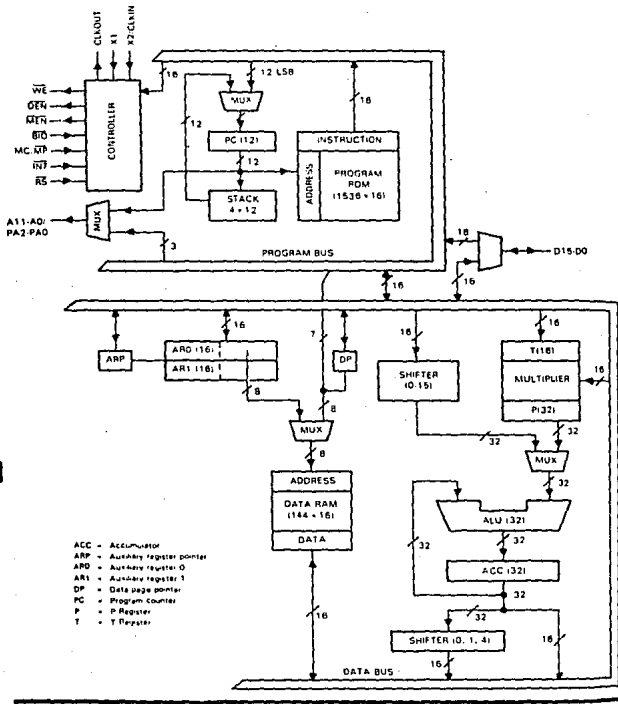 CLKOUT
X1
X2/CLKIN
WE
DEN
MEN
BIO
MC/MP
INT
RS
CONTROLLER
16
12 LSB
MUX
12
PC (12)
12
STACK
4 × 12
16
INSTRUCTION
ADDRESS
PROGRAM
ROM
(1536 × 16)
A11-A0/
PA2-PA0
MUX
3
PROGRAM BUS
16
16
16
D15-D0
16
7
16
16
ARP
AR0 (16)
AR1 (16)
DP
SHIFTER
(0-15)
T(16)
MULTIPLIER
P(32)
16
8
8
MUX
8
32
32
MUX
32
ADDRESS
DATA RAM
(144 × 16)
DATA
ALU (32)
32
32
ACC (32)
32
32
SHIFTER (0, 1, 4)
16
16
16
DATA BUS
ACC = Accumulator
ARP = Auxiliary register pointer
AR0 = Auxiliary register 0
AR1 = Auxiliary register 1
DP = Data page pointer
PC = Program counter
P = P Register
T = T Register